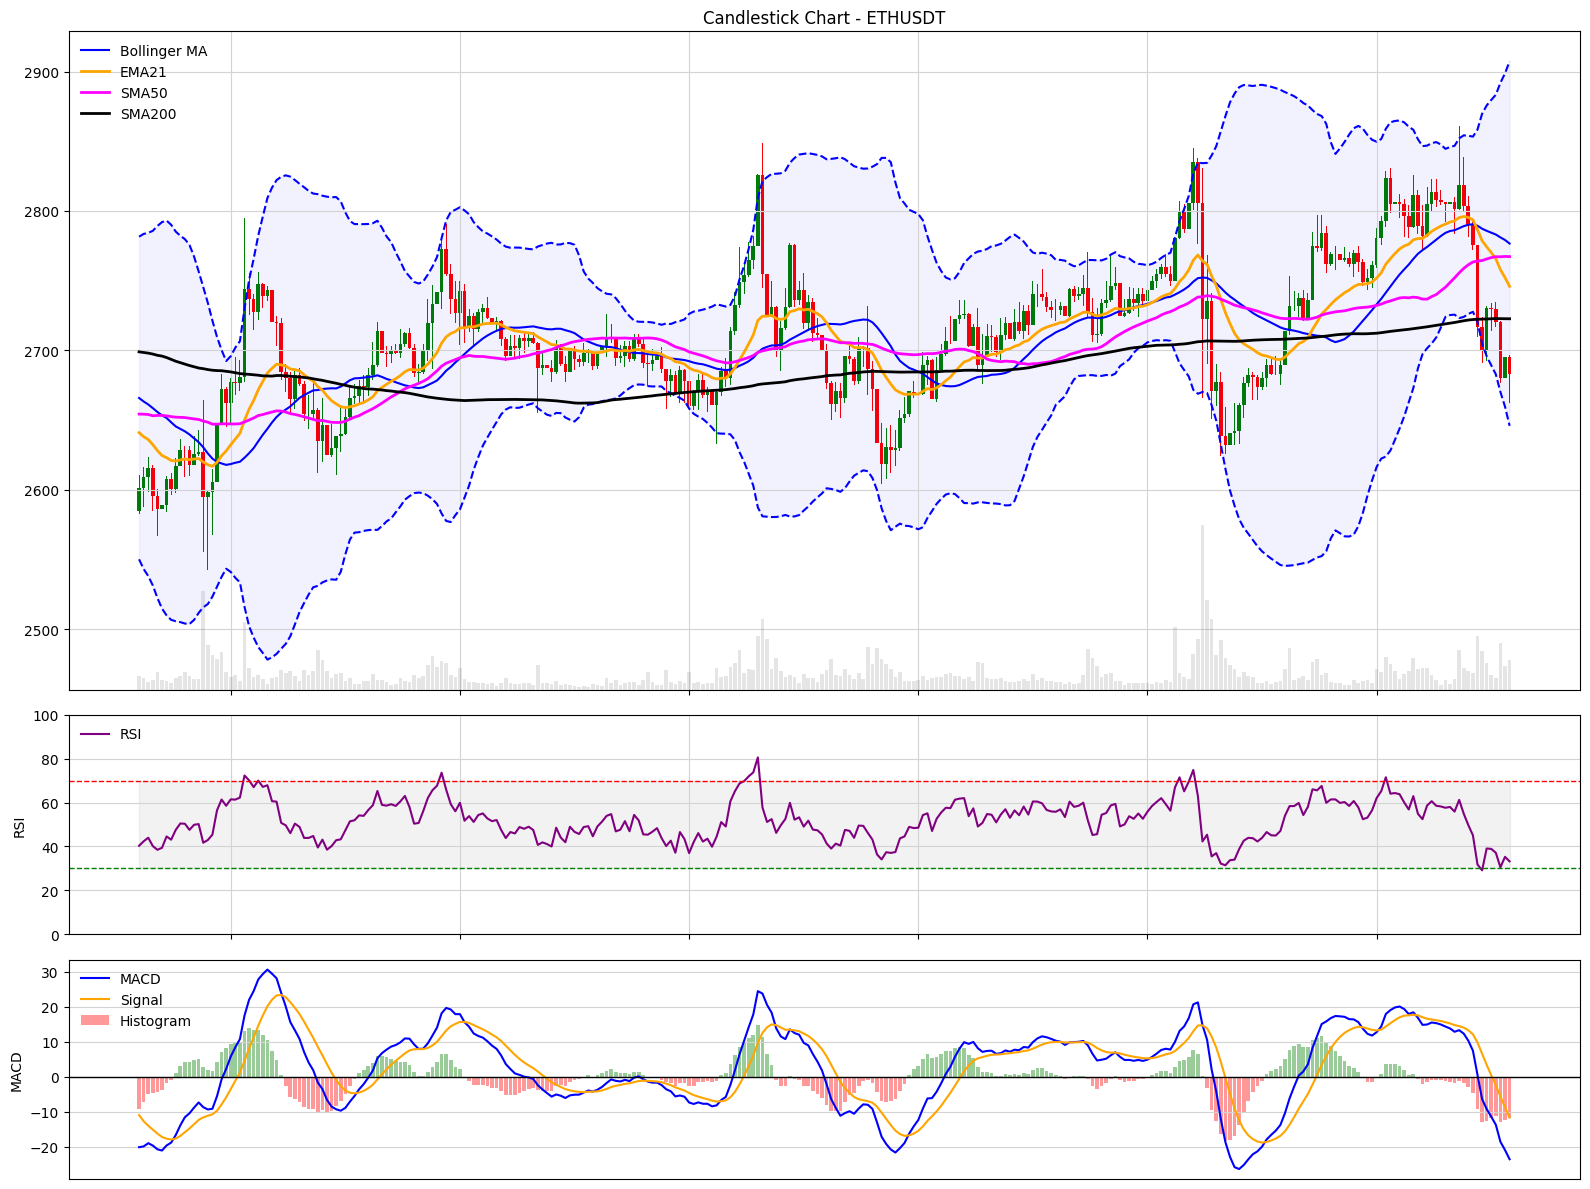 Candlestick Chart - ETHUSDT
Bollinger MA
EMA21
SMA50
SMA200
2900
2800
2700
2600
2500
RSI
100
80
60
40
20
0
RSI
MACD
Signal
Histogram
30
20
10
0
−10
−20
MACD